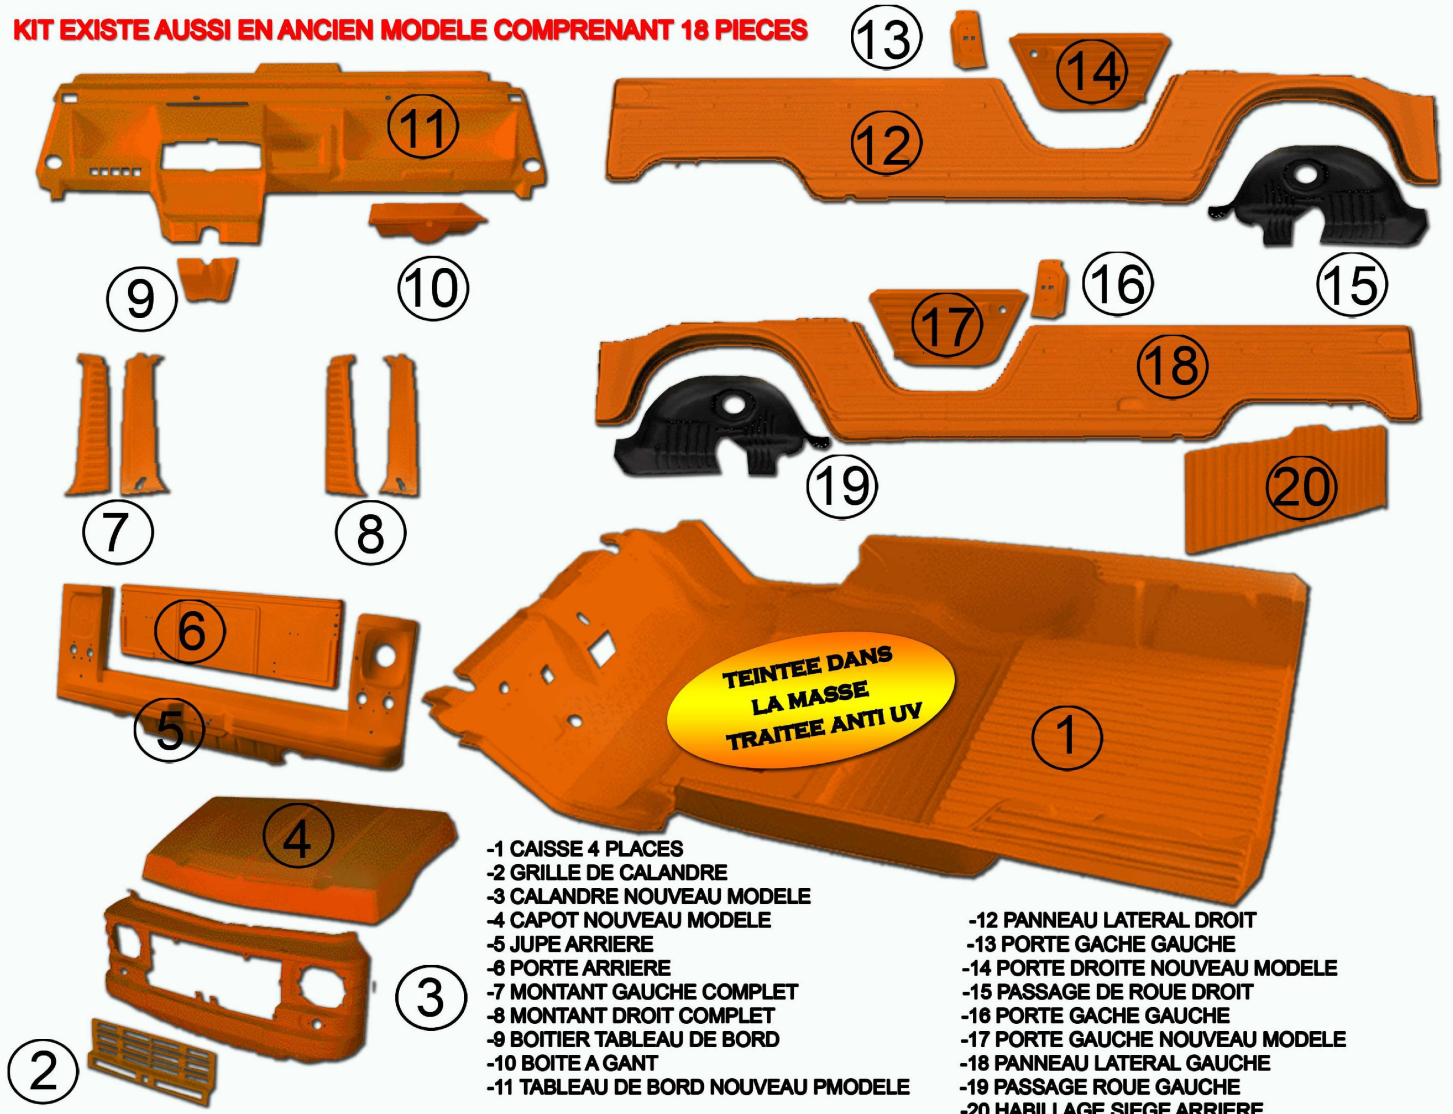 KIT EXISTE AUSSI EN ANCIEN MODELE COMPRENANT 18 PIECES
13
14
11
12
9
10
16
15
17
18
19
20
7
8
6
5
TEINTEE DANS
LA MASSE
TRAITEE ANTI UV
1
4
3
2
-1 CAISSE 4 PLACES
-2 GRILLE DE CALANDRE
-3 CALANDRE NOUVEAU MODELE
-4 CAPOT NOUVEAU MODELE
-5 JUPE ARRIERE
-6 PORTE ARRIERE
-7 MONTANT GAUCHE COMPLET
-8 MONTANT DROIT COMPLET
-9 BOITIER TABLEAU DE BORD
-10 BOITE A GANT
-11 TABLEAU DE BORD NOUVEAU PMODELE
-12 PANNEAU LATERAL DROIT
-13 PORTE GACHE GAUCHE
-14 PORTE DROITE NOUVEAU MODELE
-15 PASSAGE DE ROUE DROIT
-16 PORTE GACHE GAUCHE
-17 PORTE GAUCHE NOUVEAU MODELE
-18 PANNEAU LATERAL GAUCHE
-19 PASSAGE ROUE GAUCHE
-20 HABILLAGE SIEGE ARRIERE